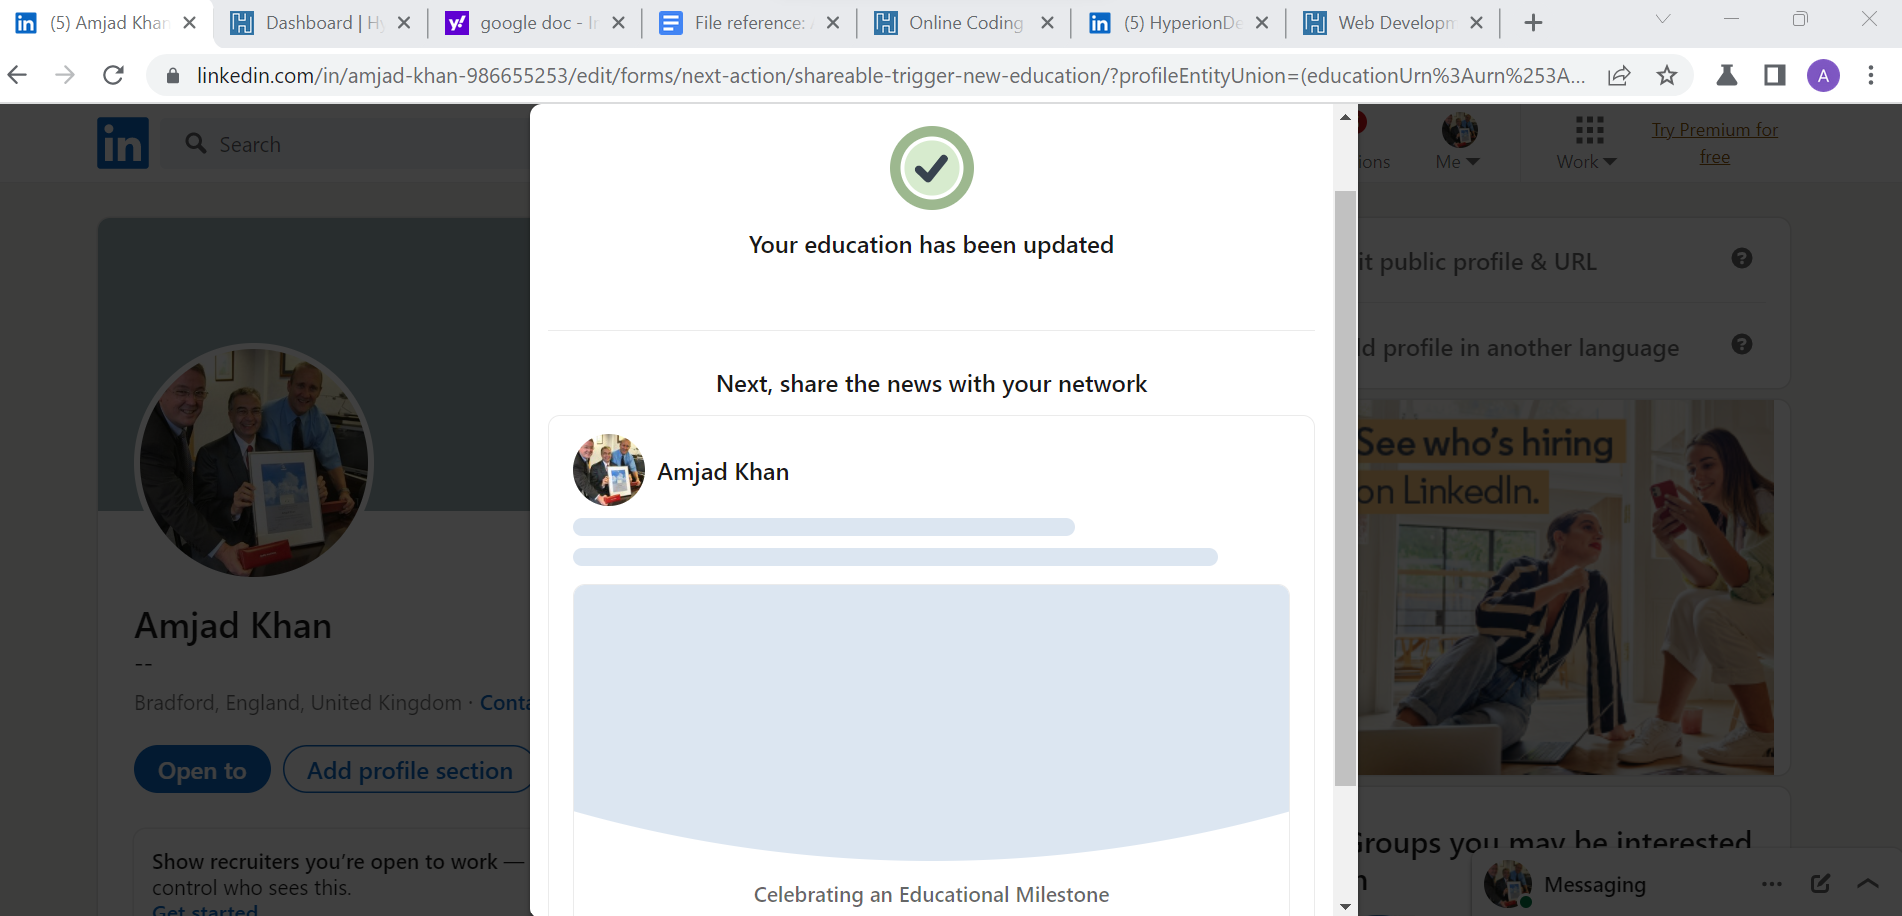 (5) Amjad Khan
Dashboard | Hy
google doc - In
File reference:
Online Coding
(5) HyperionDe
Web Developm
linkedin.com/in/amjad-khan-986655253/edit/forms/next-action/shareable-trigger-new-education/?profileEntityUnion=(educationUrn%3Aurn%253A...
A
in
Search
ions
Me
Work
Try Premium for
free
Your education has been updated
Next, share the news with your network
Amjad Khan
Celebrating an Educational Milestone
Amjad Khan
--
Bradford, England, United Kingdom · Conta
Open to
Add profile section
Show recruiters you're open to work —
control who sees this.
Get started
it public profile & URL
ld profile in another language
See who's hiring
on LinkedIn.
Groups you may be interested
n
Messaging